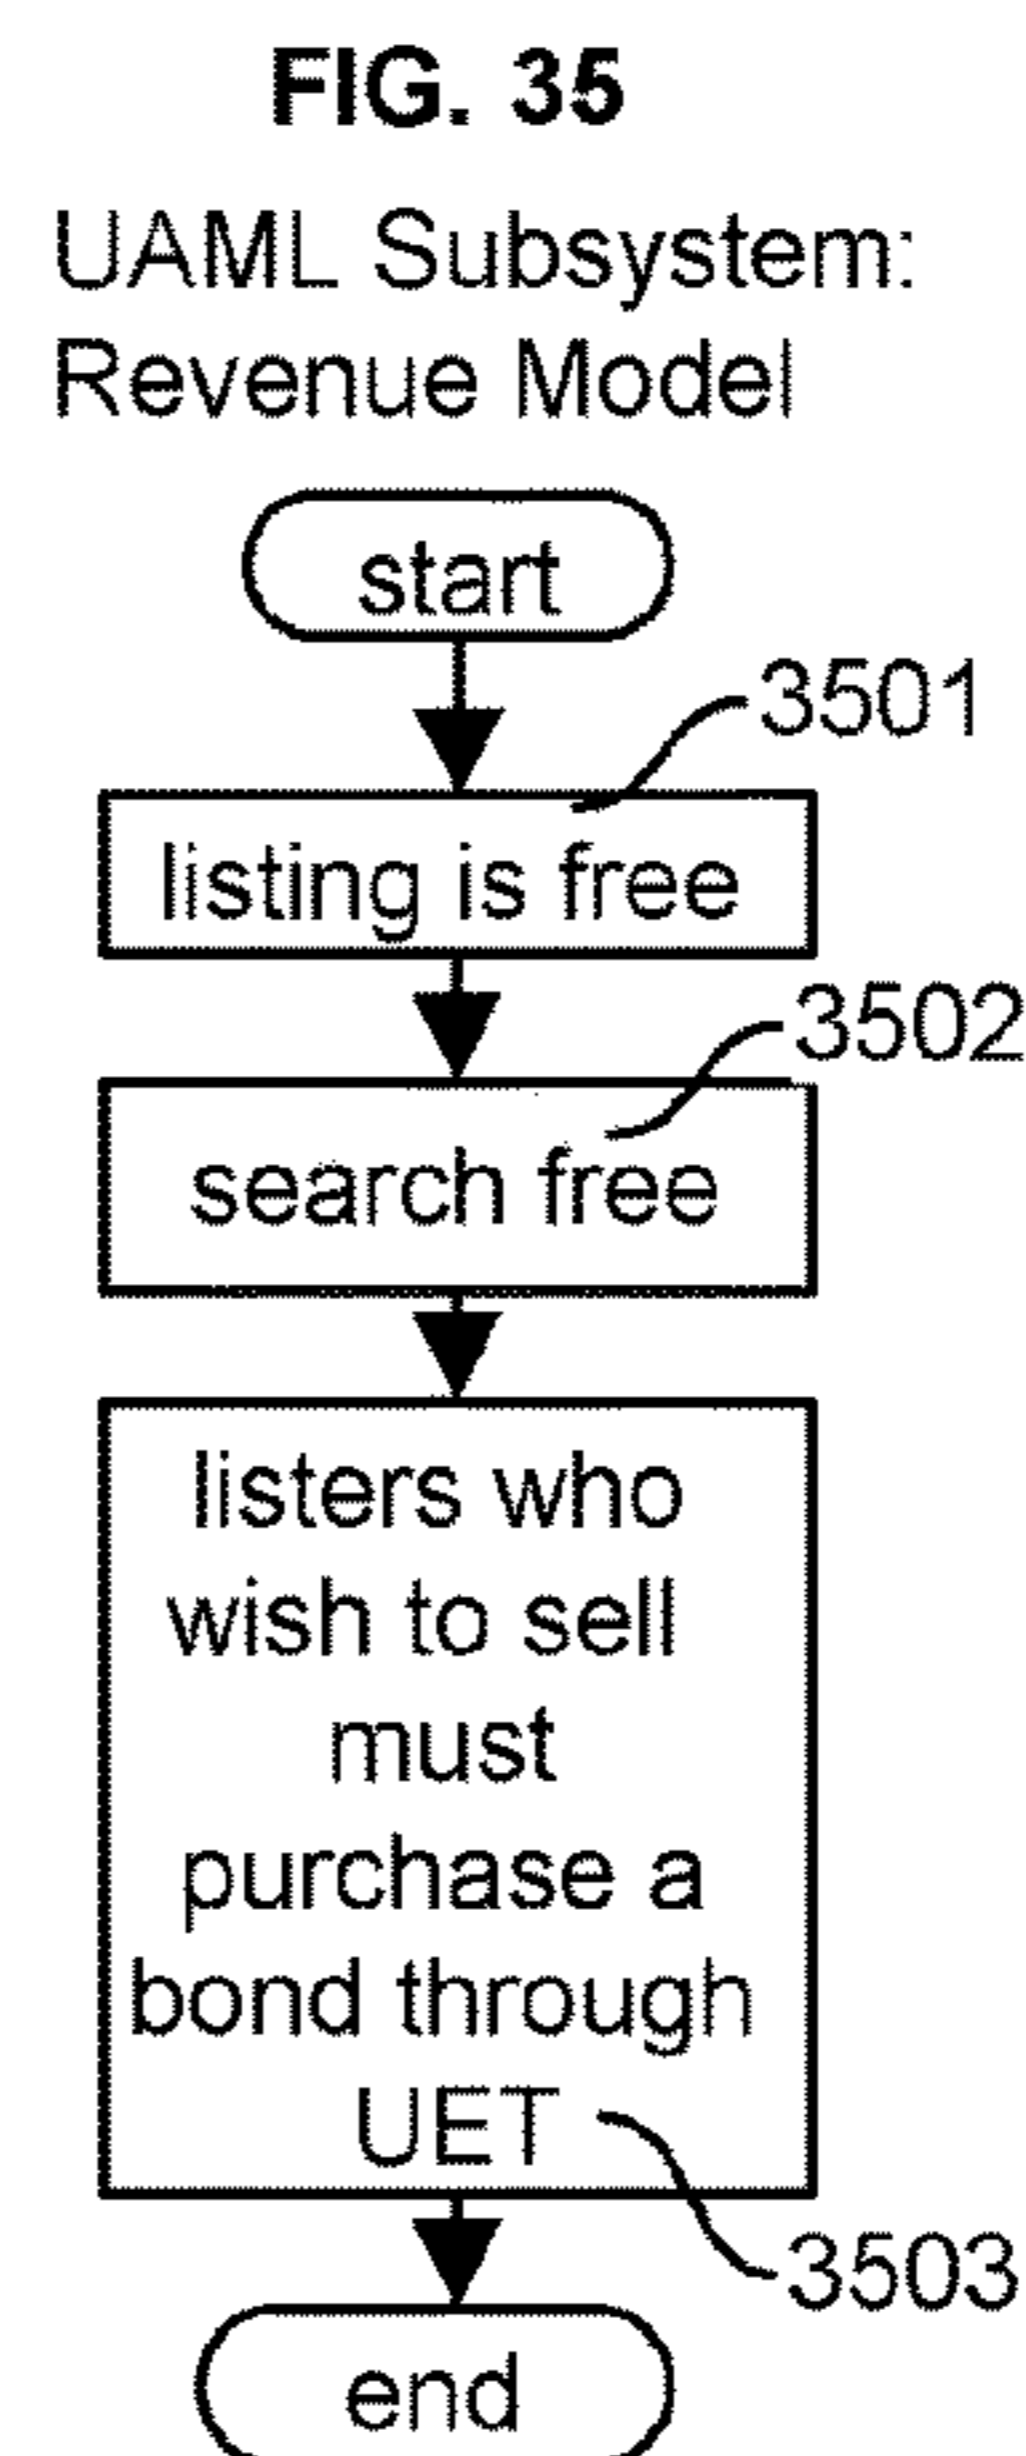 FIG. 35
UAML Subsystem:
Revenue Model
start
3501
listing is free
3502
search free
listers who
wish to sell
must
purchase a
bond through
UET
3503
end